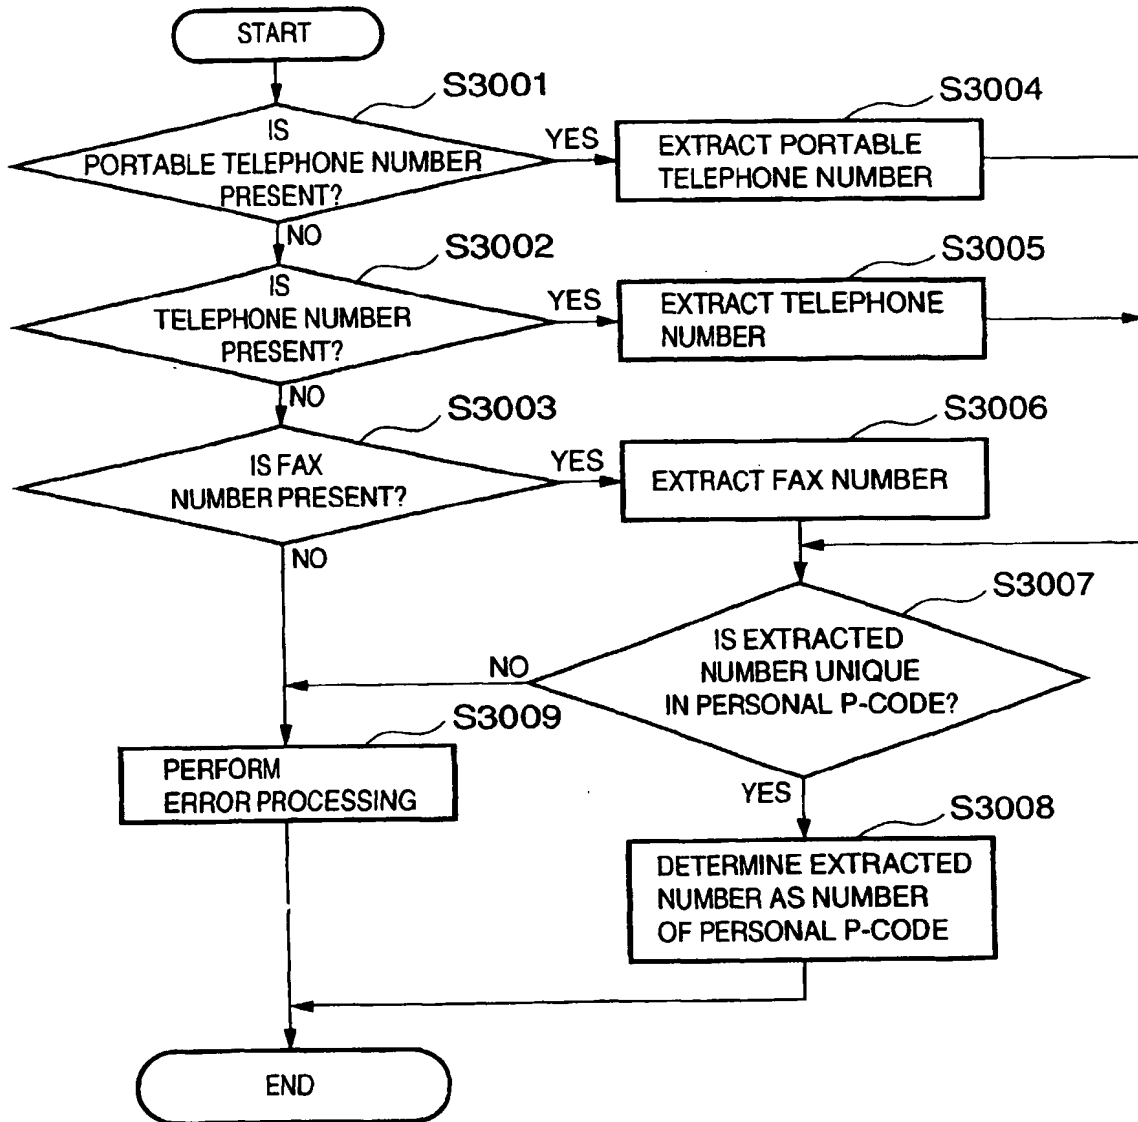 START
S3001
IS
PORTABLE TELEPHONE NUMBER
PRESENT?
YES
S3004
EXTRACT PORTABLE
TELEPHONE NUMBER
NO
S3002
IS
TELEPHONE NUMBER
PRESENT?
YES
S3005
EXTRACT TELEPHONE
NUMBER
NO
S3003
IS FAX
NUMBER PRESENT?
YES
S3006
EXTRACT FAX NUMBER
NO
S3007
IS EXTRACTED
NUMBER UNIQUE
IN PERSONAL P-CODE?
NO
S3009
PERFORM
ERROR PROCESSING
YES
S3008
DETERMINE EXTRACTED
NUMBER AS NUMBER
OF PERSONAL P-CODE
END